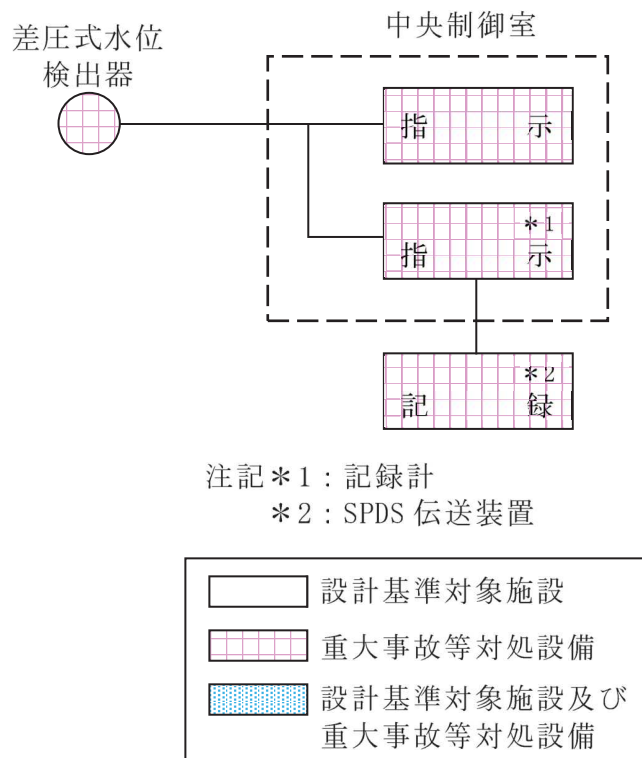 中央制御室
差圧式水位
検出器
指示
*1
指示
*2
記録
注記*1:記録計
*2:SPDS 伝送装置
設計基準対象施設
重大事故等対処設備
設計基準対象施設及び
重大事故等対処設備